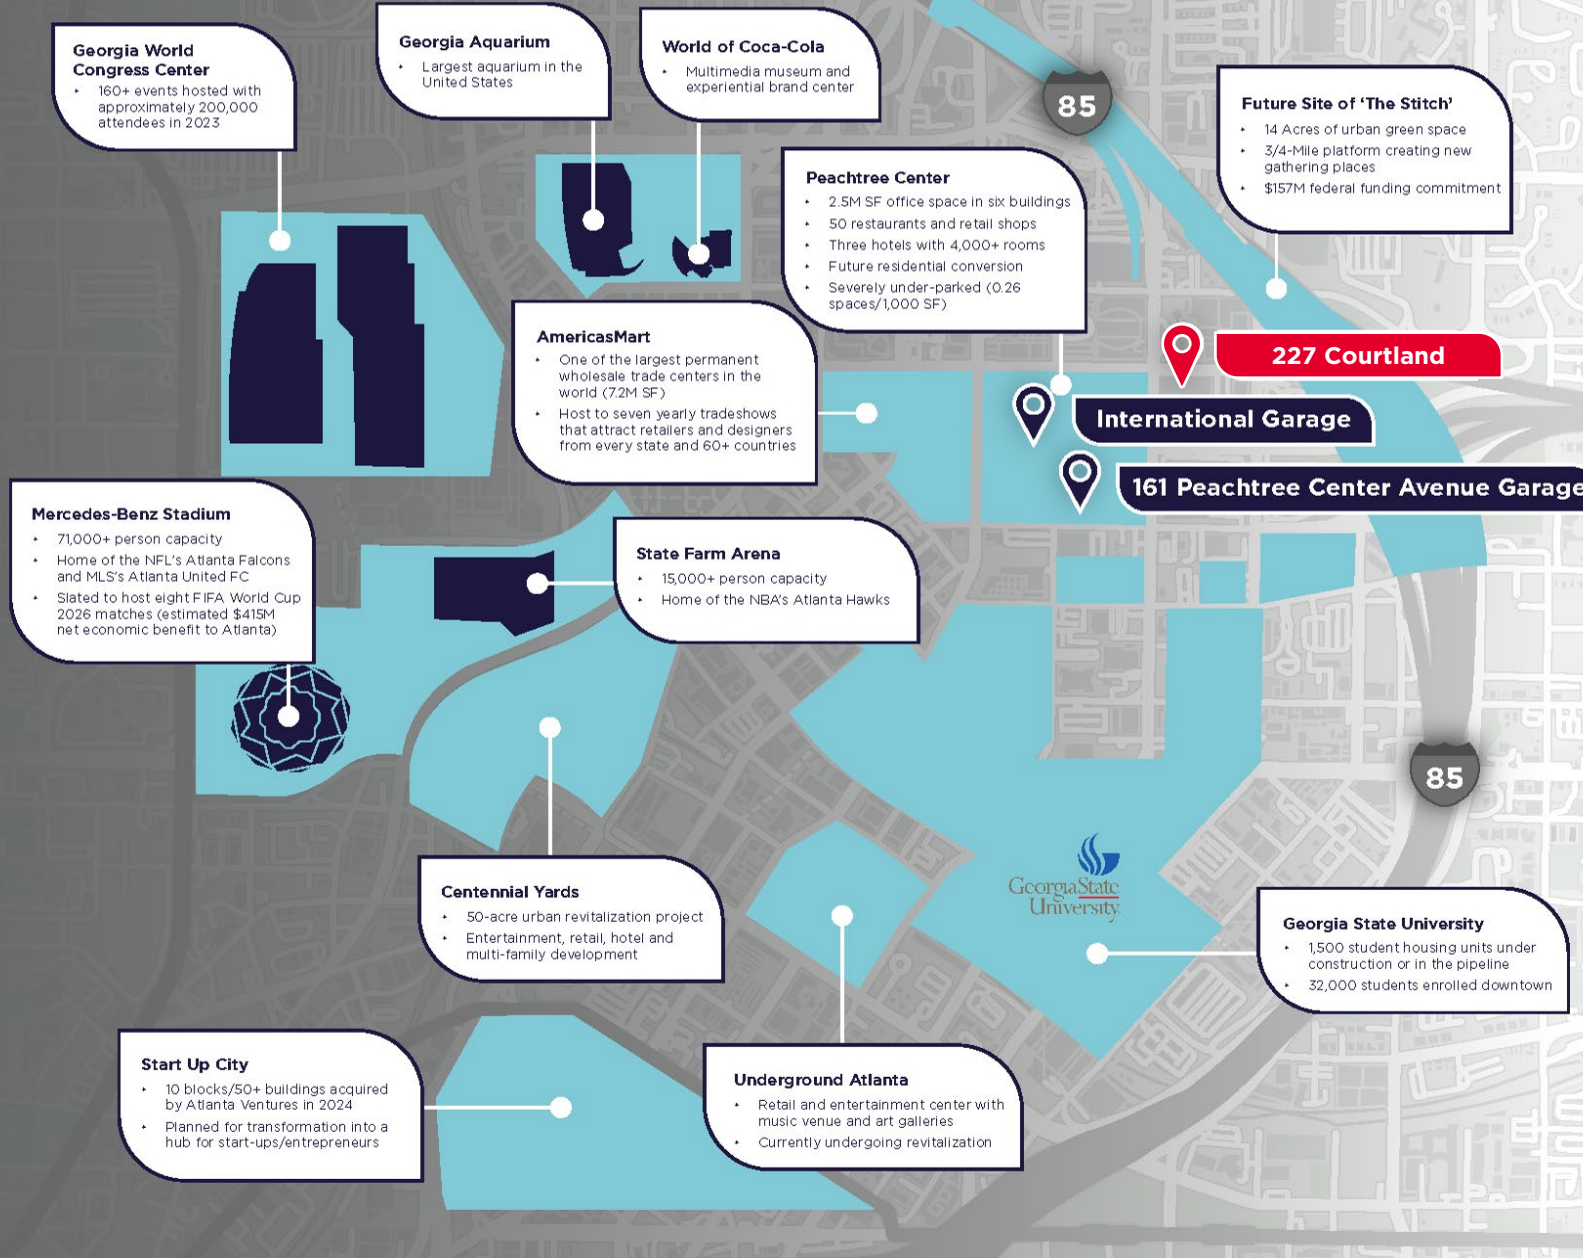 Georgia World
Congress Center
• 160+ events hosted with
approximately 200,000
attendees in 2023
Georgia Aquarium
• Largest aquarium in the
United States
World of Coca-Cola
• Multimedia museum and
experiential brand center
85
Future Site of ‘The Stitch’
• 14 Acres of urban green space
• 3/4-Mile platform creating new
gathering places
• $157M federal funding commitment
Peachtree Center
• 2.5M SF office space in six buildings
• 50 restaurants and retail shops
• Three hotels with 4,000+ rooms
• Future residential conversion
• Severely under-parked (0.26
spaces/1,000 SF)
AmericasMart
• One of the largest permanent
wholesale trade centers in the
world (7.2M SF)
• Host to seven yearly tradeshows
that attract retailers and designers
from every state and 60+ countries
227 Courtland
International Garage
161 Peachtree Center Avenue Garage
Mercedes-Benz Stadium
• 71,000+ person capacity
• Home of the NFL’s Atlanta Falcons
and MLS’s Atlanta United FC
• Slated to host eight FIFA World Cup
2026 matches (estimated $415M
net economic benefit to Atlanta)
State Farm Arena
• 15,000+ person capacity
• Home of the NBA’s Atlanta Hawks
85
Centennial Yards
• 50-acre urban revitalization project
• Entertainment, retail, hotel and
multi-family development
GeorgiaState
University
Georgia State University
• 1,500 student housing units under
construction or in the pipeline
• 32,000 students enrolled downtown
Start Up City
• 10 blocks/50+ buildings acquired
by Atlanta Ventures in 2024
• Planned for transformation into a
hub for start-ups/entrepreneurs
Underground Atlanta
• Retail and entertainment center with
music venue and art galleries
• Currently undergoing revitalization